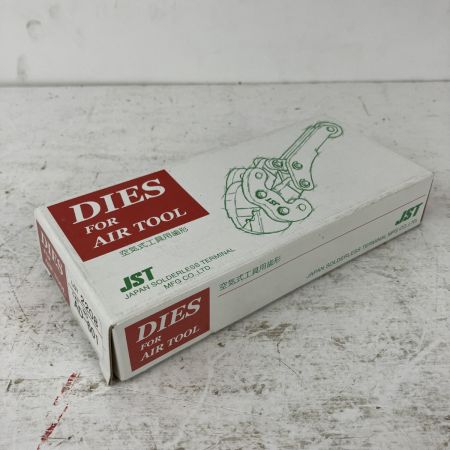 DIES
FOR
AIR TOOL
空気式工具用歯形
JST
JAPAN SOLDERLESS TERMINAL
MFG CO.,LTD
JST
DIES
FOR
AIR TOOL
空気式工具用歯形
JST
JAPAN SOLDERLESS TERMINAL MFG CO.,LTD.